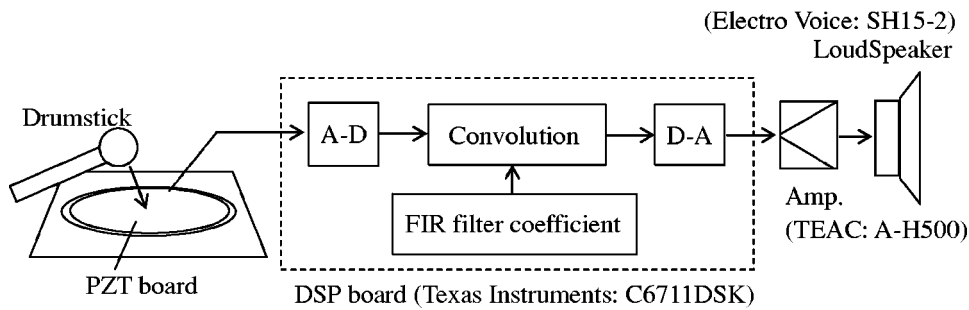 (Electro Voice: SH15-2)
LoudSpeaker
Drumstick
A-D
Convolution
D-A
FIR filter coefficient
Amp.
(TEAC: A-H500)
PZT board
DSP board (Texas Instruments: C6711DSK)